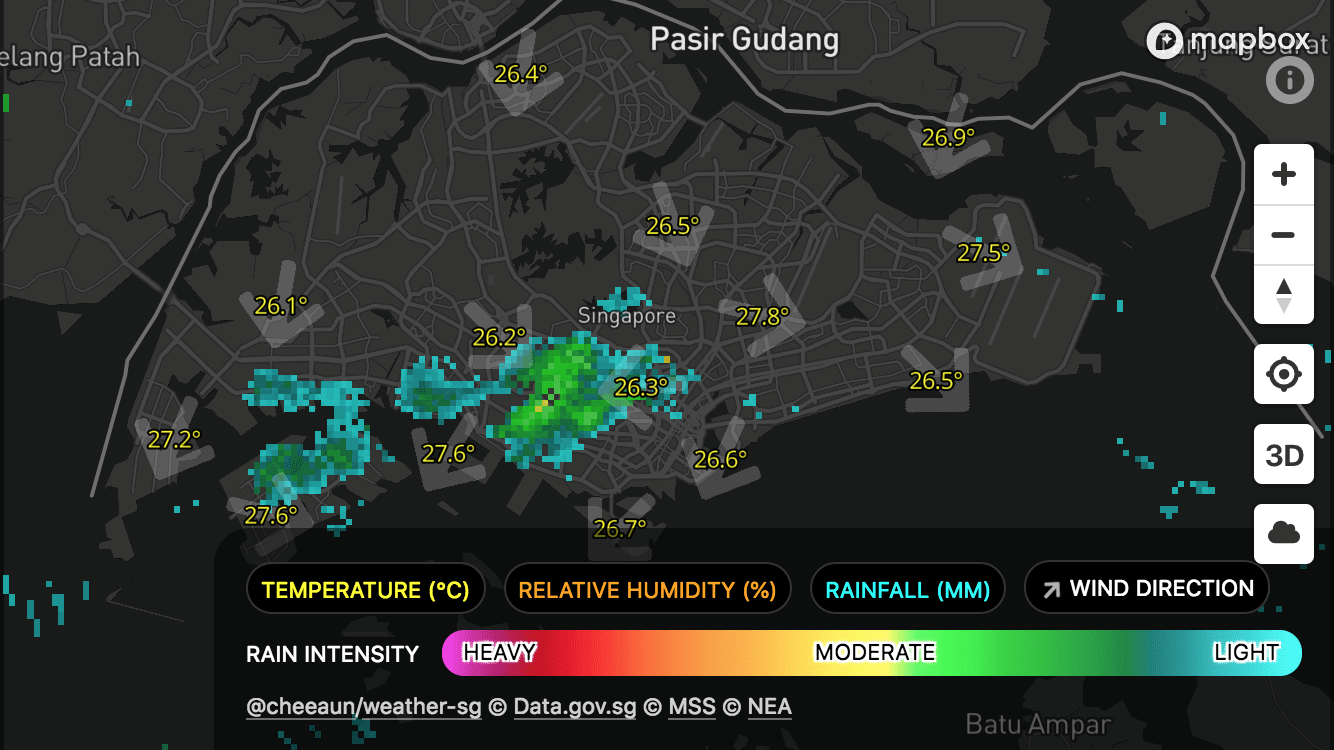 Pasir Gudang
mapbox
elang Patah
26.4°
26.9°
26.5°
27.5°
26.1°
Singapore
27.8°
26.2°
26.3°
26.5°
27.2°
27.6°
26.6°
3D
27.6°
26.7°
TEMPERATURE (°C)
RELATIVE HUMIDITY (%)
RAINFALL (MM)
WIND DIRECTION
RAIN INTENSITY
HEAVY
MODERATE
LIGHT
@cheeaun/weather-sg © Data.gov.sg © MSS © NEA
Batu Ampar